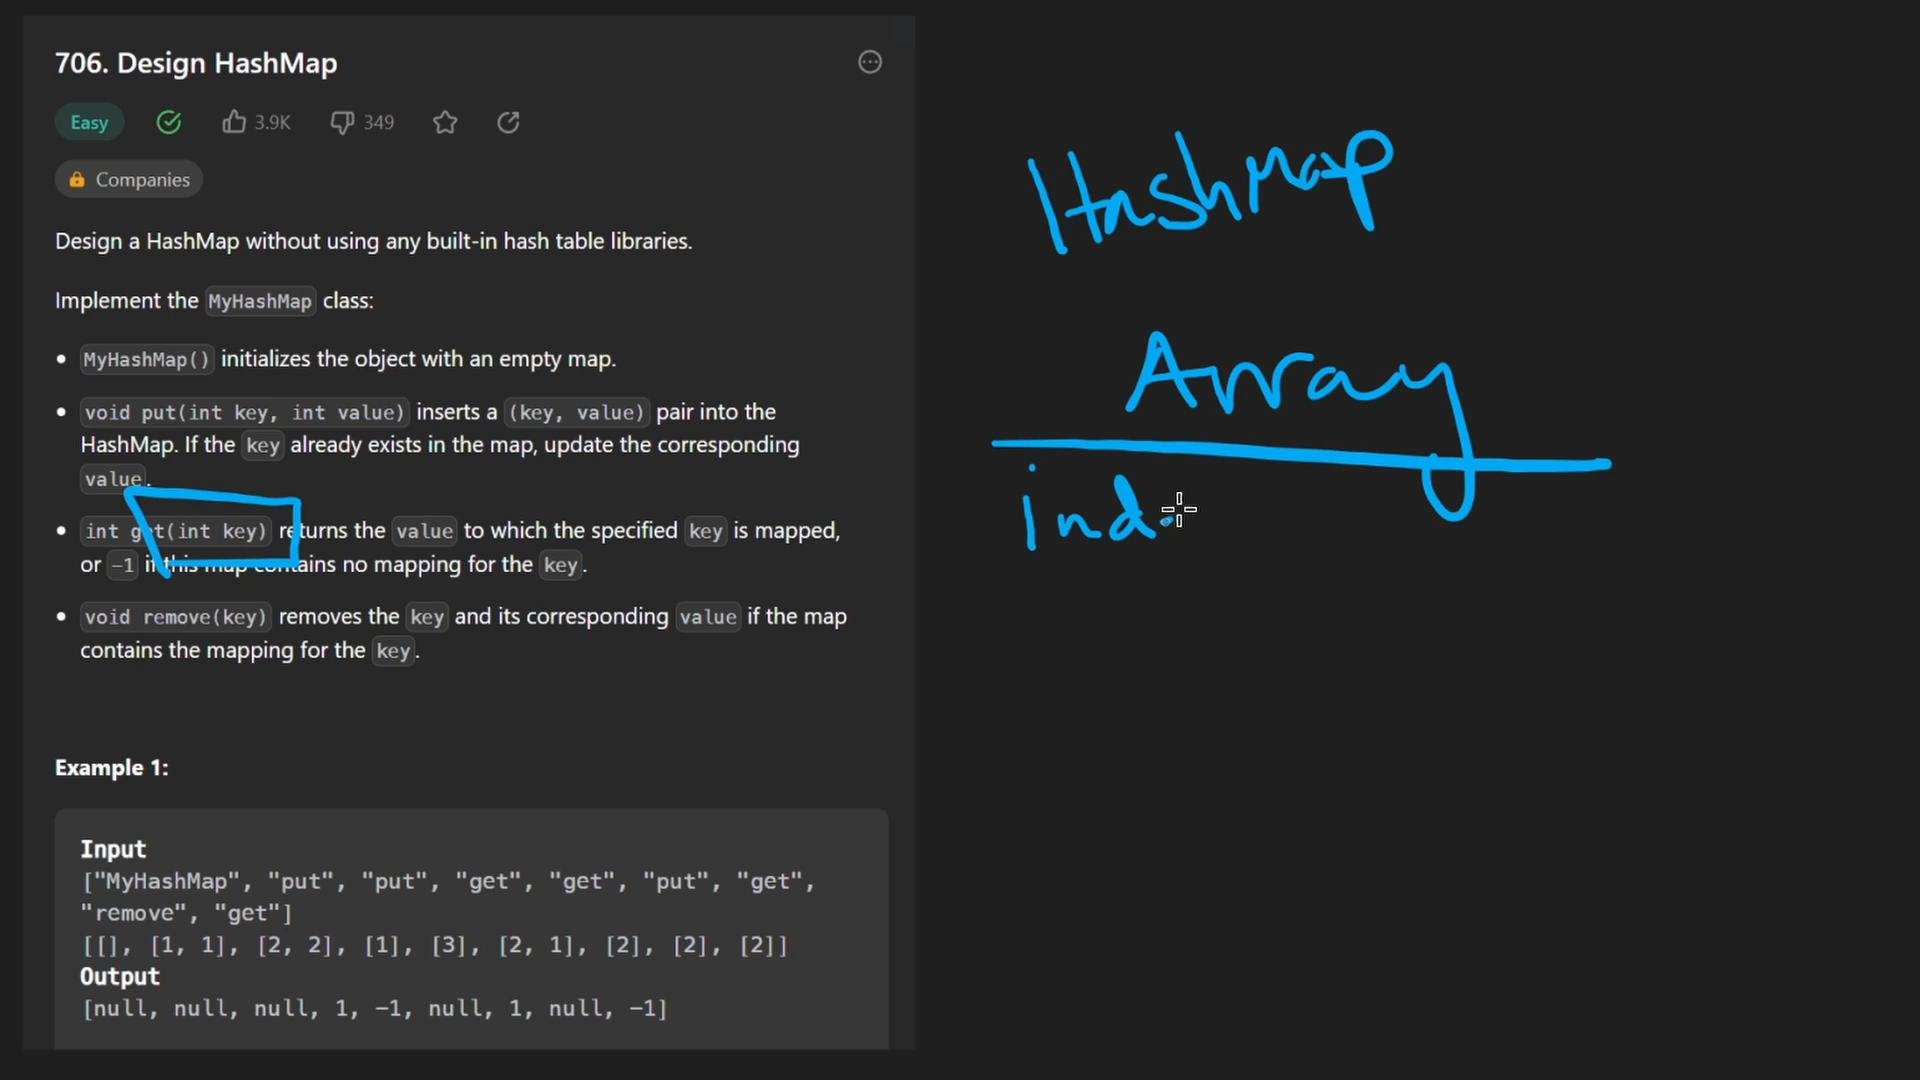 706. Design HashMap
Easy 3.9K 349
Companies
Design a HashMap without using any built-in hash table libraries.
Implement the MyHashMap class:
• MyHashMap() initializes the object with an empty map.
• void put(int key, int value) inserts a (key, value) pair into the
HashMap. If the key already exists in the map, update the corresponding
value.
• int get(int key) returns the value to which the specified key is mapped,
or -1 if this map contains no mapping for the key.
• void remove(key) removes the key and its corresponding value if the map
contains the mapping for the key.
Example 1:
Input
["MyHashMap", "put", "put", "get", "get", "put", "get",
"remove", "get"]
[[], [1, 1], [2, 2], [1], [3], [2, 1], [2], [2], [2]]
Output
[null, null, null, 1, -1, null, 1, null, -1]
HashMap
Array
ind